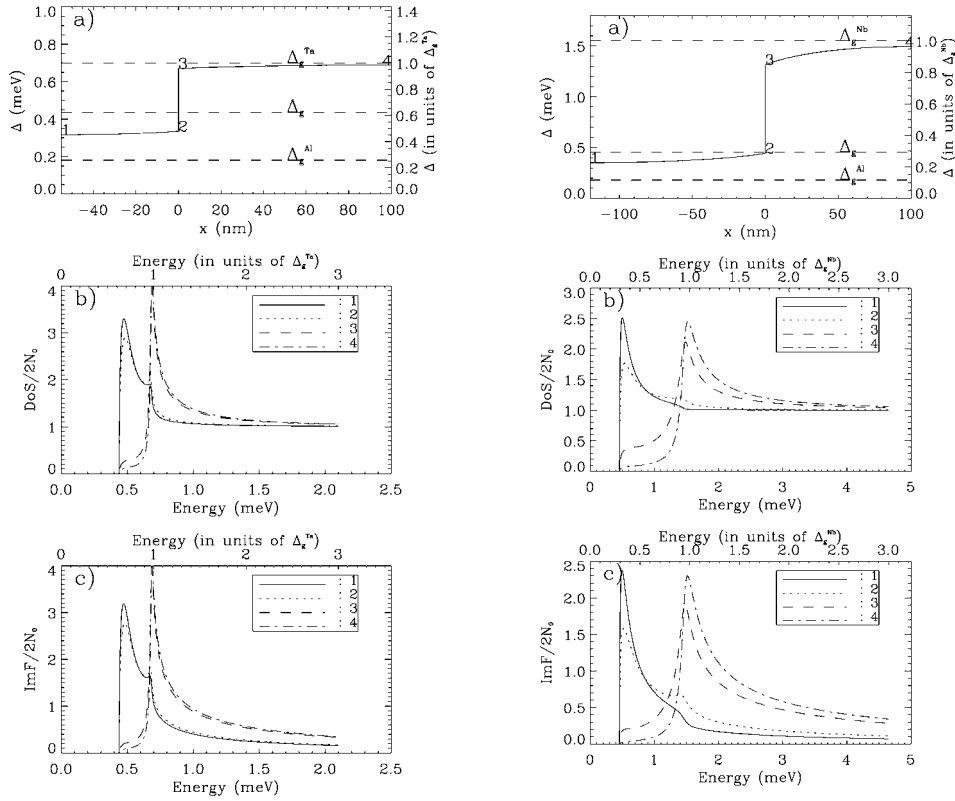 a)
1.0
0.8
0.6
0.4
0.2
0.0
Δ (meV)
1
2
3
4
Δg Ta
Δg
Δg Al
1.4
1.2
1.0
0.8
0.6
0.4
0.2
0.0
Δ (in units of Δg Ta)
−40 −20 0 20 40 60 80 100
x (nm)
a)
1.5
1.0
0.5
0.0
Δ (meV)
1
2
3
4
Δg Nb
Δg
Δg Al
1.0
0.8
0.6
0.4
0.2
0.0
Δ (in units of Δg Nb)
−100 −50 0 50 100
x (nm)
Energy (in units of Δg Ta)
0 1 2 3
b)
4
3
2
1
0
DoS/2N0
: 1
: 2
: 3
: 4
0.0 0.5 1.0 1.5 2.0 2.5
Energy (meV)
Energy (in units of Δg Nb)
0.0 0.5 1.0 1.5 2.0 2.5 3.0
b)
3.0
2.5
2.0
1.5
1.0
0.5
0.0
DoS/2N0
: 1
: 2
: 3
: 4
0 1 2 3 4 5
Energy (meV)
Energy (in units of Δg Ta)
0 1 2 3
c)
4
3
2
1
0
ImF/2N0
: 1
: 2
: 3
: 4
0.0 0.5 1.0 1.5 2.0 2.5
Energy (meV)
Energy (in units of Δg Nb)
0.0 0.5 1.0 1.5 2.0 2.5 3.0
c)
2.5
2.0
1.5
1.0
0.5
0.0
ImF/2N0
: 1
: 2
: 3
: 4
0 1 2 3 4 5
Energy (meV)